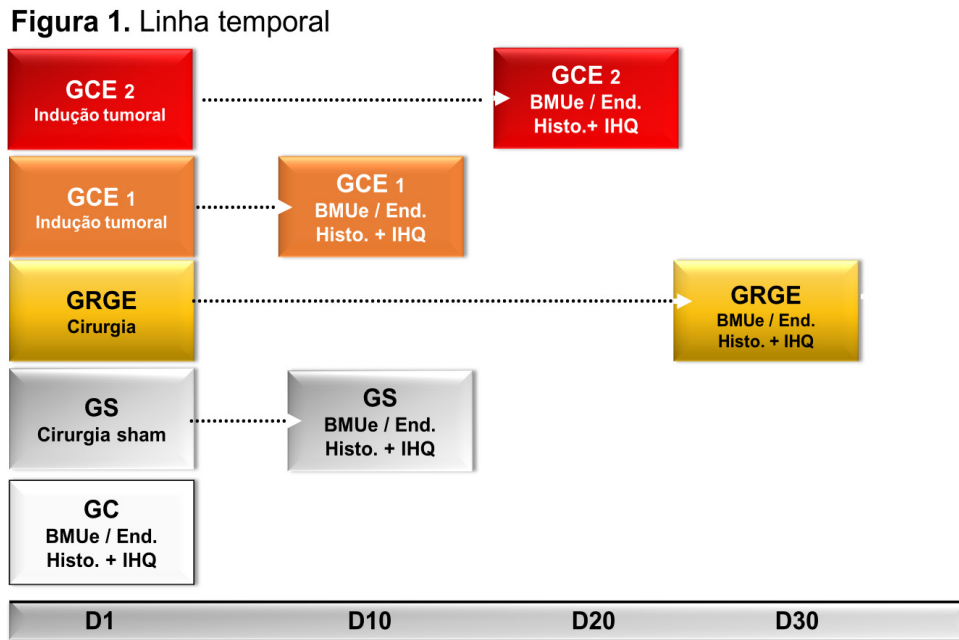 Figura 1. Linha temporal
GCE 2
Indução tumoral
GCE 2
BMUe / End.
Histo.+ IHQ
GCE 1
Indução tumoral
GCE 1
BMUe / End.
Histo. + IHQ
GRGE
Cirurgia
GRGE
BMUe / End.
Histo. + IHQ
GS
Cirurgia sham
GS
BMUe / End.
Histo. + IHQ
GC
BMUe / End.
Histo. + IHQ
D1 D10 D20 D30